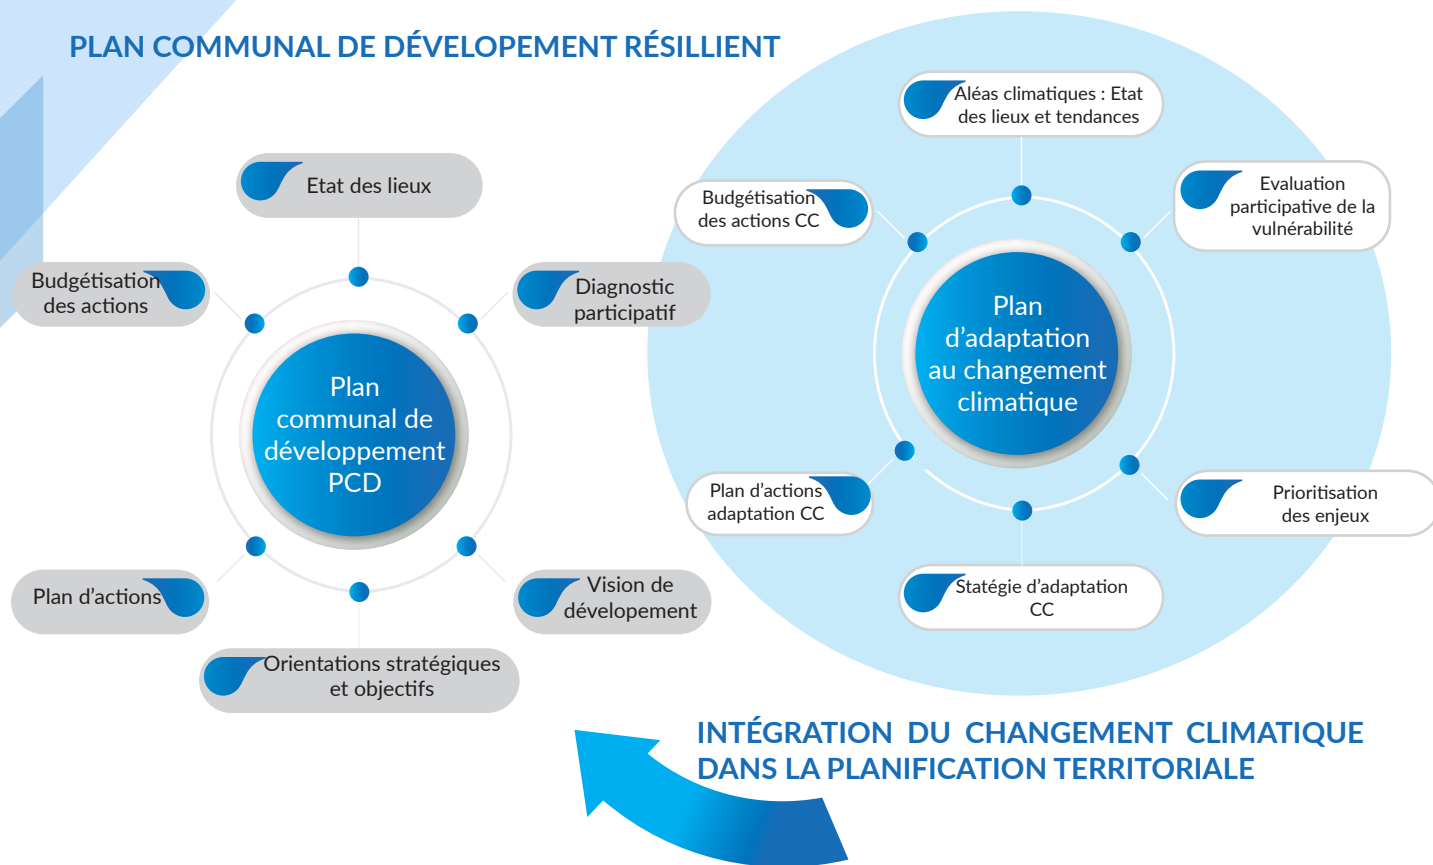 PLAN COMMUNAL DE DÉVELOPEMENT RÉSILLIENT
Etat des lieux
Diagnostic
participatif
Vision de
dévelopement
Orientations stratégiques
et objectifs
Plan d'actions
Budgétisation
des actions
Plan
communal de
développement
PCD
Aléas climatiques : Etat
des lieux et tendances
Evaluation
participative de la
vulnérabilité
Prioritisation
des enjeux
Statégie d'adaptation
CC
Plan d'actions
adaptation CC
Budgétisation
des actions CC
Plan
d'adaptation
au changement
climatique
INTÉGRATION DU CHANGEMENT CLIMATIQUE
DANS LA PLANIFICATION TERRITORIALE